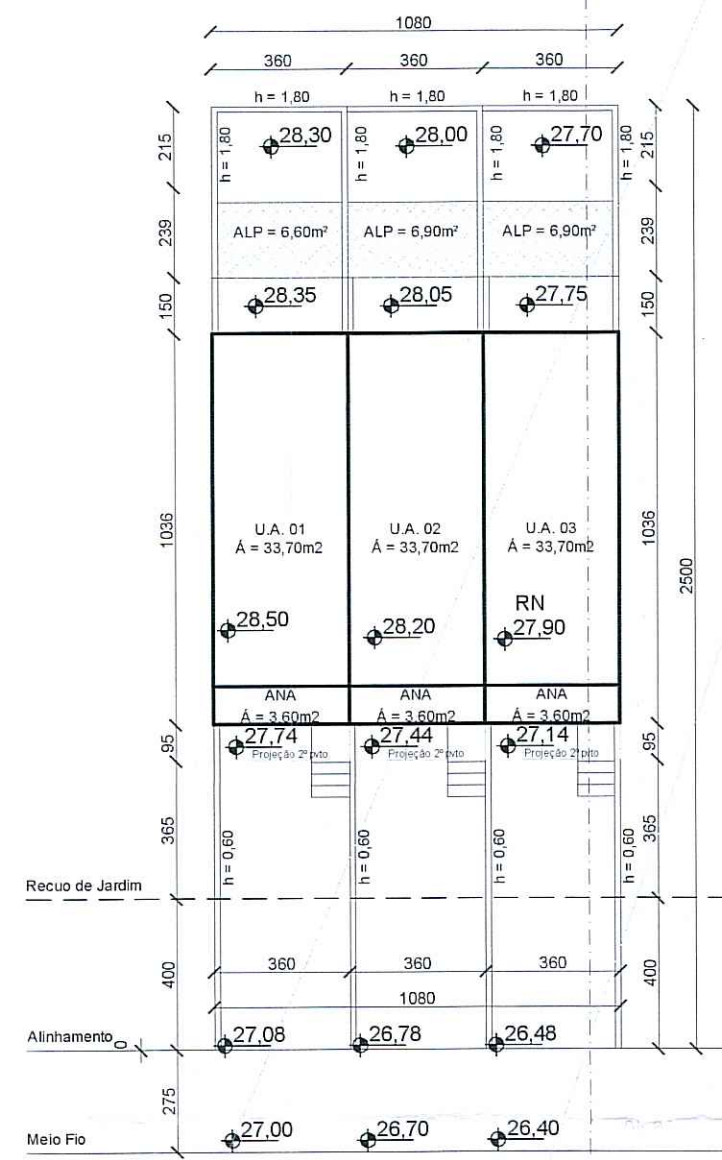 1080
360 360 360
h = 1,80 h = 1,80 h = 1,80
215 h = 1,80 28,30 h = 1,80 28,00 h = 1,80 27,70 h = 1,80 215
239 ALP = 6,60m² ALP = 6,90m² ALP = 6,90m² 239
150 28,35 28,05 27,75 150
1036 U.A. 01 U.A. 02 U.A. 03 1036
Á = 33,70m2 Á = 33,70m2 Á = 33,70m2
2500
RN
28,50 28,20 27,90
ANA ANA ANA
Á = 3,60m2 Á = 3,60m2 Á = 3,60m2
95 27,74 27,44 27,14 95
Projeção 2º pvto Projeção 2º pvto Projeção 2º pvto
365 h = 0,60 h = 0,60 h = 0,60 h = 0,60 365
Recuo de Jardim
400 360 360 360 400
1080
Alinhamento 0 27,08 26,78 26,48
275
Meio Fio 27,00 26,70 26,40